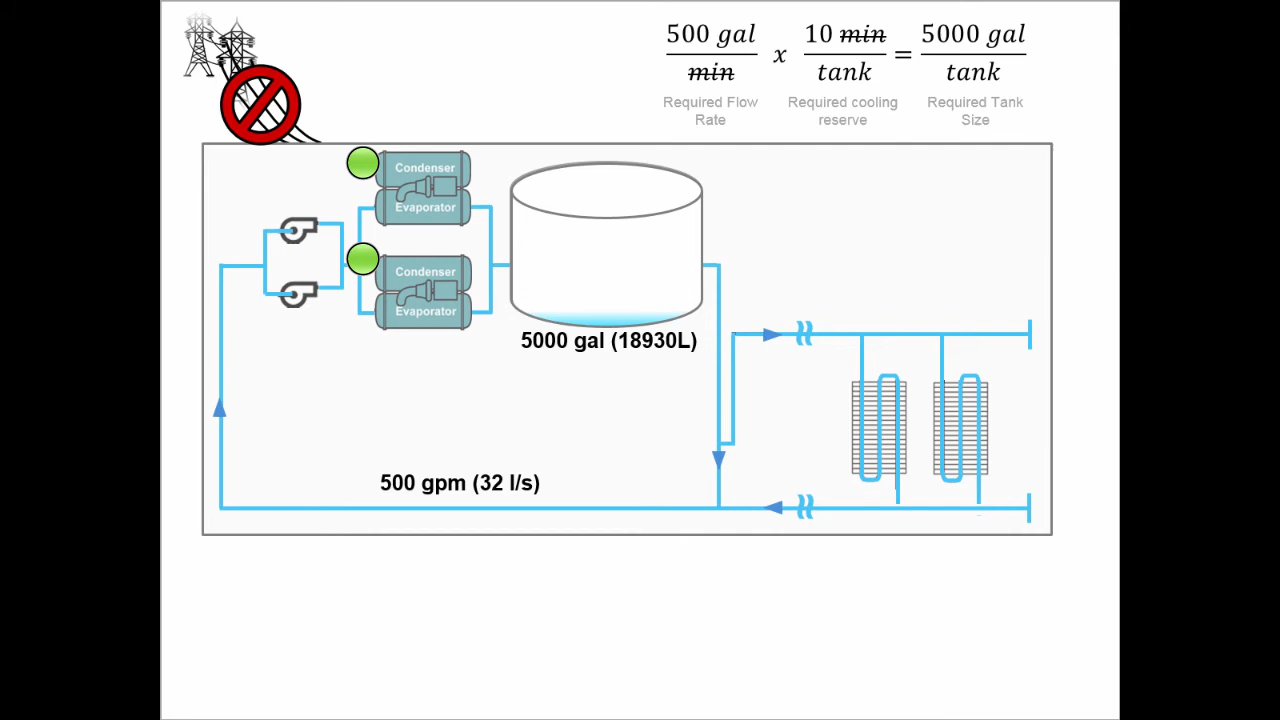 500 gal
min
x
10 min
tank
=
5000 gal
tank
Required Flow
Rate
Required cooling
reserve
Required Tank
Size
Condenser
Evaporator
Condenser
Evaporator
5000 gal (18930L)
500 gpm (32 l/s)